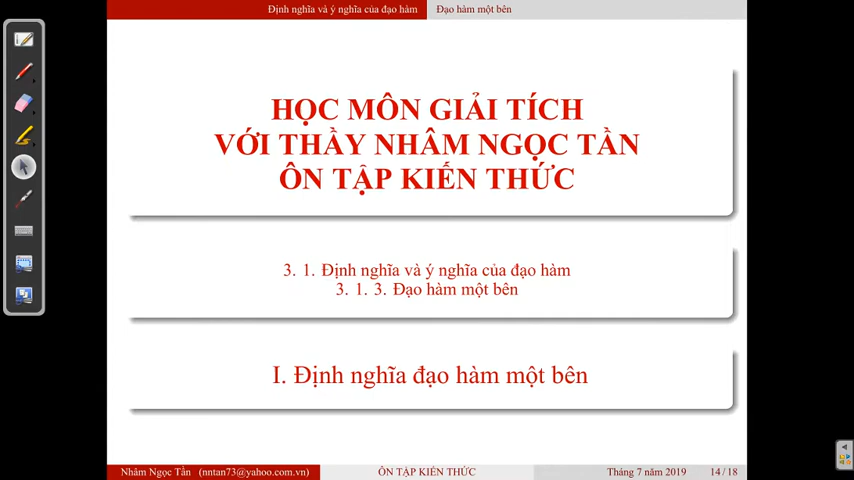 Định nghĩa và ý nghĩa của đạo hàm Đạo hàm một bên
HỌC MÔN GIẢI TÍCH
VỚI THẦY NHÂM NGỌC TẦN
ÔN TẬP KIẾN THỨC
3. 1. Định nghĩa và ý nghĩa của đạo hàm
3. 1. 3. Đạo hàm một bên
I. Định nghĩa đạo hàm một bên
Nhâm Ngọc Tần (nntan73@yahoo.com.vn) ÔN TẬP KIẾN THỨC Tháng 7 năm 2019 14 / 18